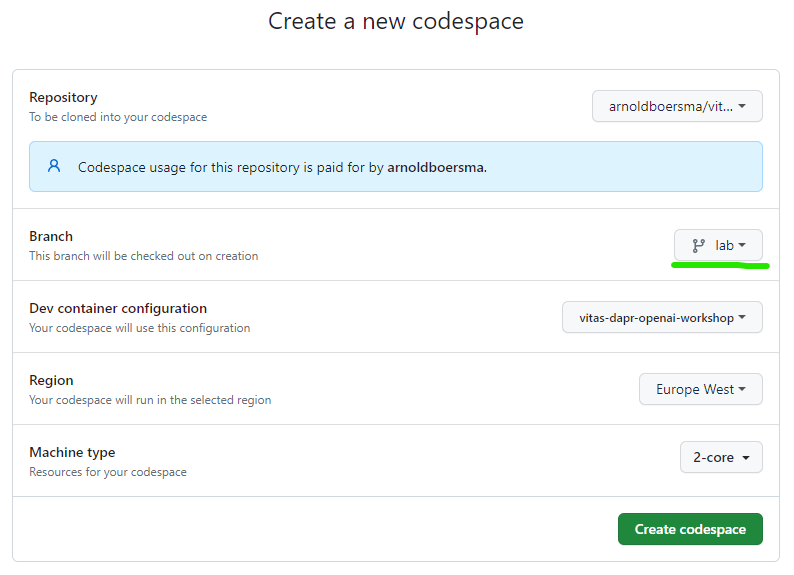 Create a new codespace
Repository
To be cloned into your codespace
arnoldboersma/vit...
Codespace usage for this repository is paid for by arnoldboersma.
Branch
This branch will be checked out on creation
lab
Dev container configuration
Your codespace will use this configuration
vitas-dapr-openai-workshop
Region
Your codespace will run in the selected region
Europe West
Machine type
Resources for your codespace
2-core
Create codespace